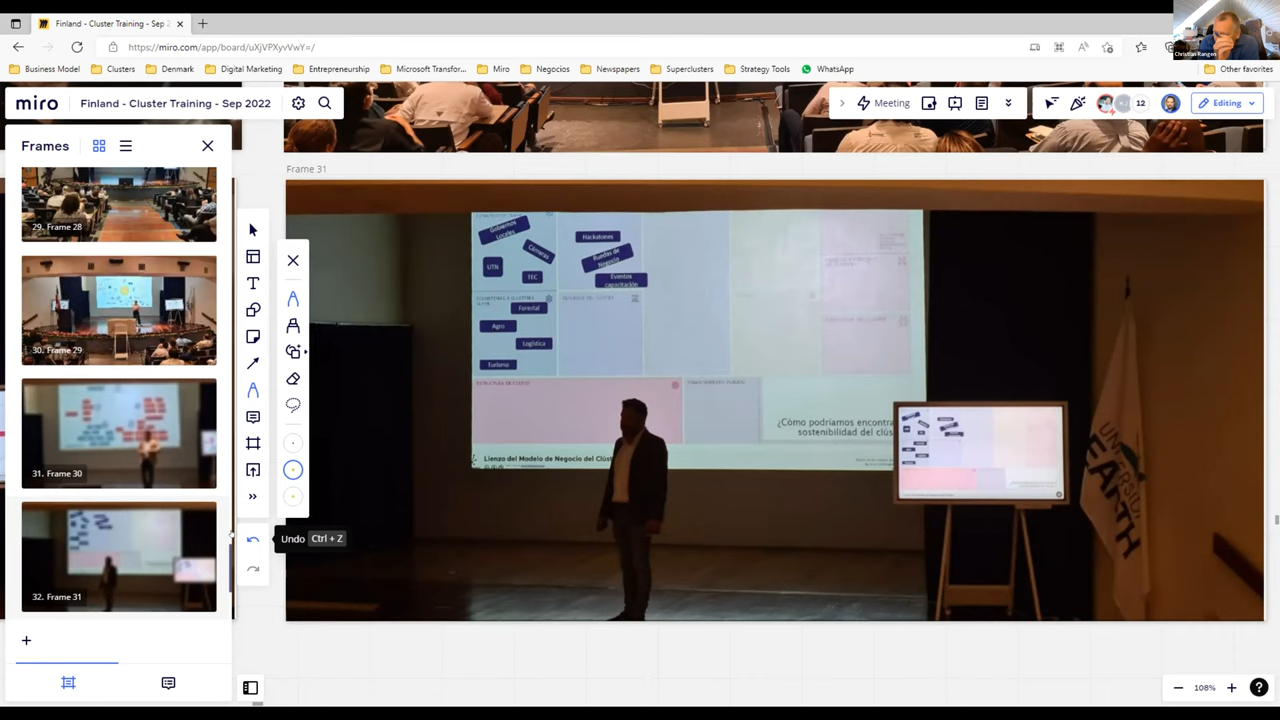 Finland - Cluster Training - Sep 2
https://miro.com/app/board/uXjVPXyvVwY=/
Christian Rangen
Business Model
Clusters
Denmark
Digital Marketing
Entrepreneurship
Microsoft Transfor...
Miro
Negocios
Newspapers
Superclusters
Strategy Tools
WhatsApp
Other favorites
miro
Finland - Cluster Training - Sep 2022
Meeting
12
Editing
Frames
29. Frame 28
30. Frame 29
31. Frame 30
32. Frame 31
Undo
Ctrl + Z
Frame 31
Gobiernos
Locales
Cámaras
UTN
TEC
Hackatones
Ruedas de
Negocio
Eventos
capacitación
Forestal
Agro
Logística
Turismo
¿Cómo podríamos encontra
sostenibilidad del clús
Lienzo del Modelo de Negocio del Clúst
EARTH
108%